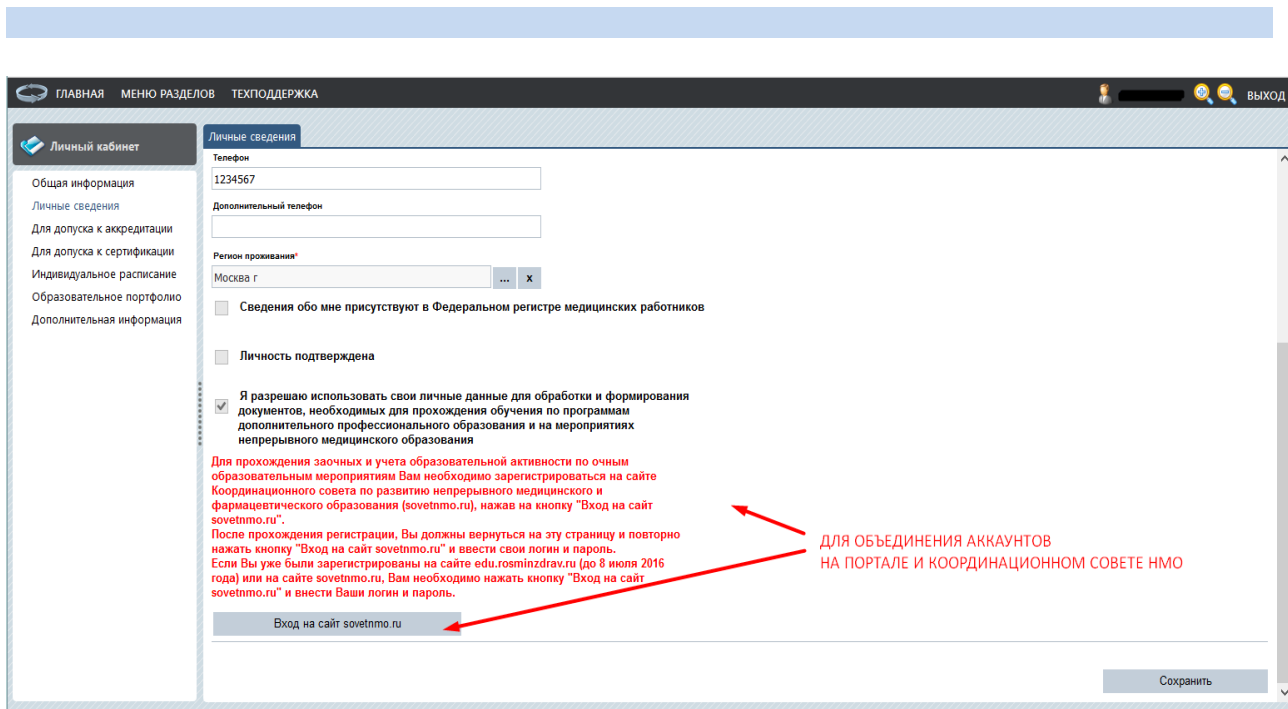 ГЛАВНАЯ МЕНЮ РАЗДЕЛОВ ТЕХПОДДЕРЖКА ВЫХОД
Личный кабинет
Общая информация
Личные сведения
Для допуска к аккредитации
Для допуска к сертификации
Индивидуальное расписание
Образовательное портфолио
Дополнительная информация
Личные сведения
Телефон
1234567
Дополнительный телефон
Регион проживания*
Москва г ... x
Сведения обо мне присутствуют в Федеральном регистре медицинских работников
Личность подтверждена
Я разрешаю использовать свои личные данные для обработки и формирования
документов, необходимых для прохождения обучения по программам
дополнительного профессионального образования и на мероприятиях
непрерывного медицинского образования
Для прохождения заочных и учета образовательной активности по очным
образовательным мероприятиям Вам необходимо зарегистрироваться на сайте
Координационного совета по развитию непрерывного медицинского и
фармацевтического образования (sovetnmo.ru), нажав на кнопку "Вход на сайт
sovetnmo.ru".
После прохождения регистрации, Вы должны вернуться на эту страницу и повторно
нажать кнопку "Вход на сайт sovetnmo.ru" и ввести свои логин и пароль.
Если Вы уже были зарегистрированы на сайте edu.rosminzdrav.ru (до 8 июля 2016
года) или на сайте sovetnmo.ru, Вам необходимо нажать кнопку "Вход на сайт
sovetnmo.ru" и внести Ваши логин и пароль.
ДЛЯ ОБЪЕДИНЕНИЯ АККАУНТОВ
НА ПОРТАЛЕ И КООРДИНАЦИОННОМ СОВЕТЕ НМО
Вход на сайт sovetnmo.ru
Сохранить